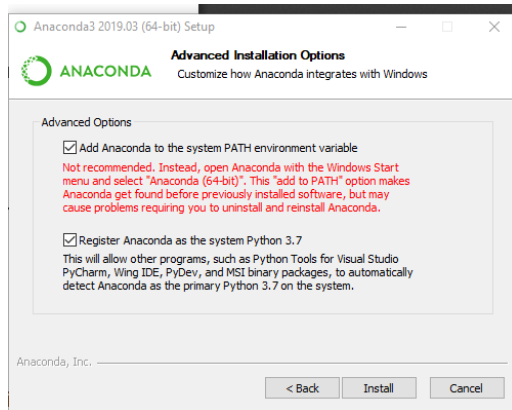 Anaconda3 2019.03 (64-bit) Setup
ANACONDA
Advanced Installation Options
Customize how Anaconda integrates with Windows
Advanced Options
Add Anaconda to the system PATH environment variable
Not recommended. Instead, open Anaconda with the Windows Start
menu and select "Anaconda (64-bit)". This "add to PATH" option makes
Anaconda get found before previously installed software, but may
cause problems requiring you to uninstall and reinstall Anaconda.
Register Anaconda as the system Python 3.7
This will allow other programs, such as Python Tools for Visual Studio
PyCharm, Wing IDE, PyDev, and MSI binary packages, to automatically
detect Anaconda as the primary Python 3.7 on the system.
Anaconda, Inc.
< Back
Install
Cancel